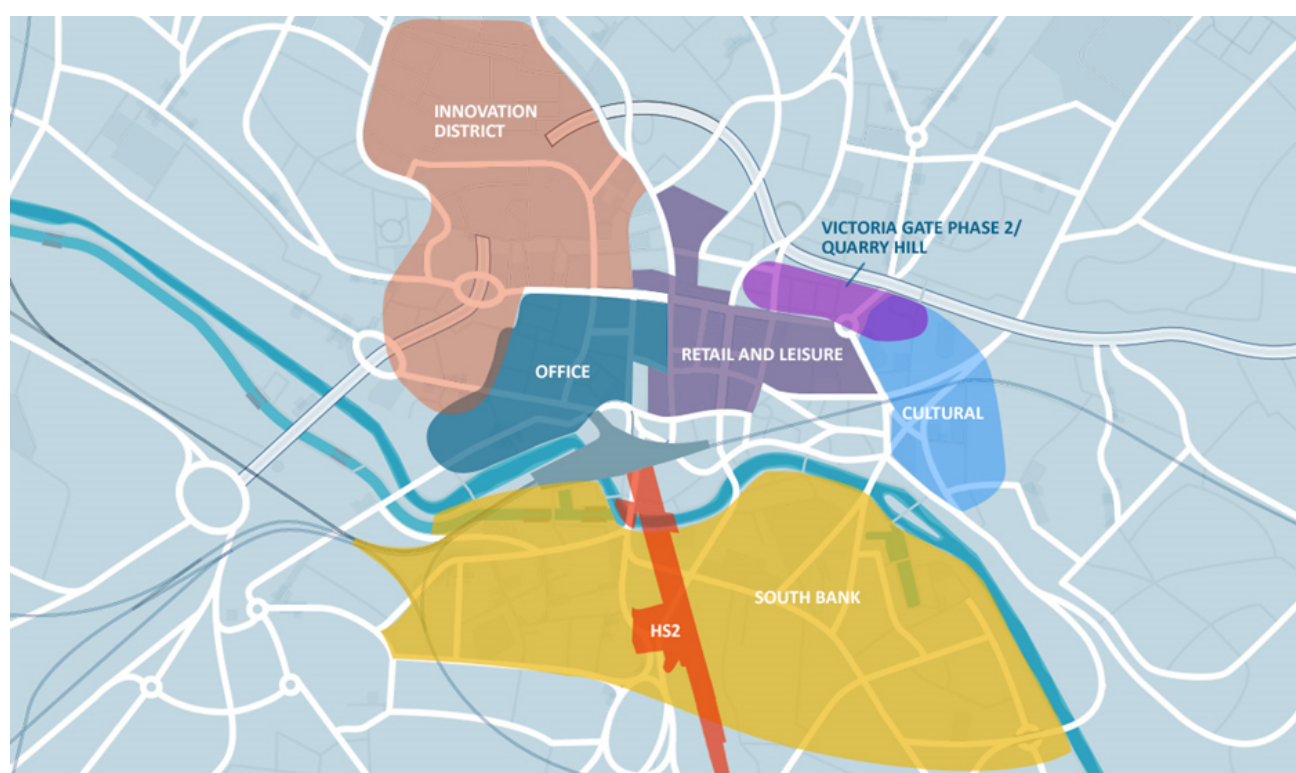 INNOVATION
DISTRICT
VICTORIA GATE PHASE 2/
QUARRY HILL
RETAIL AND LEISURE
OFFICE
CULTURAL
SOUTH BANK
HS2